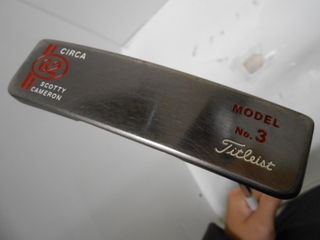 CIRCA
62
SCOTTY
CAMERON
MODEL
No. 3
Titleist